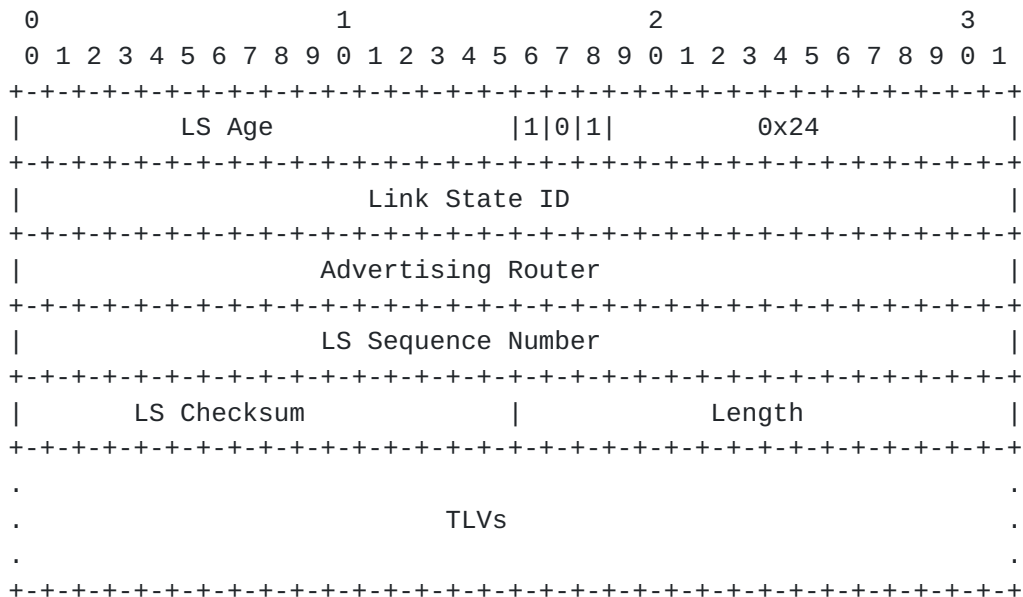 0                   1                   2                   3
 0 1 2 3 4 5 6 7 8 9 0 1 2 3 4 5 6 7 8 9 0 1 2 3 4 5 6 7 8 9 0 1
+-+-+-+-+-+-+-+-+-+-+-+-+-+-+-+-+-+-+-+-+-+-+-+-+-+-+-+-+-+-+-+-+
|          LS Age               |1|0|1|         0x24            |
+-+-+-+-+-+-+-+-+-+-+-+-+-+-+-+-+-+-+-+-+-+-+-+-+-+-+-+-+-+-+-+-+
|                      Link State ID                            |
+-+-+-+-+-+-+-+-+-+-+-+-+-+-+-+-+-+-+-+-+-+-+-+-+-+-+-+-+-+-+-+-+
|                   Advertising Router                          |
+-+-+-+-+-+-+-+-+-+-+-+-+-+-+-+-+-+-+-+-+-+-+-+-+-+-+-+-+-+-+-+-+
|                   LS Sequence Number                          |
+-+-+-+-+-+-+-+-+-+-+-+-+-+-+-+-+-+-+-+-+-+-+-+-+-+-+-+-+-+-+-+-+
|       LS Checksum             |            Length             |
+-+-+-+-+-+-+-+-+-+-+-+-+-+-+-+-+-+-+-+-+-+-+-+-+-+-+-+-+-+-+-+-+
.                                                               .
.                           TLVs                                .
.                                                               .
+-+-+-+-+-+-+-+-+-+-+-+-+-+-+-+-+-+-+-+-+-+-+-+-+-+-+-+-+-+-+-+-+